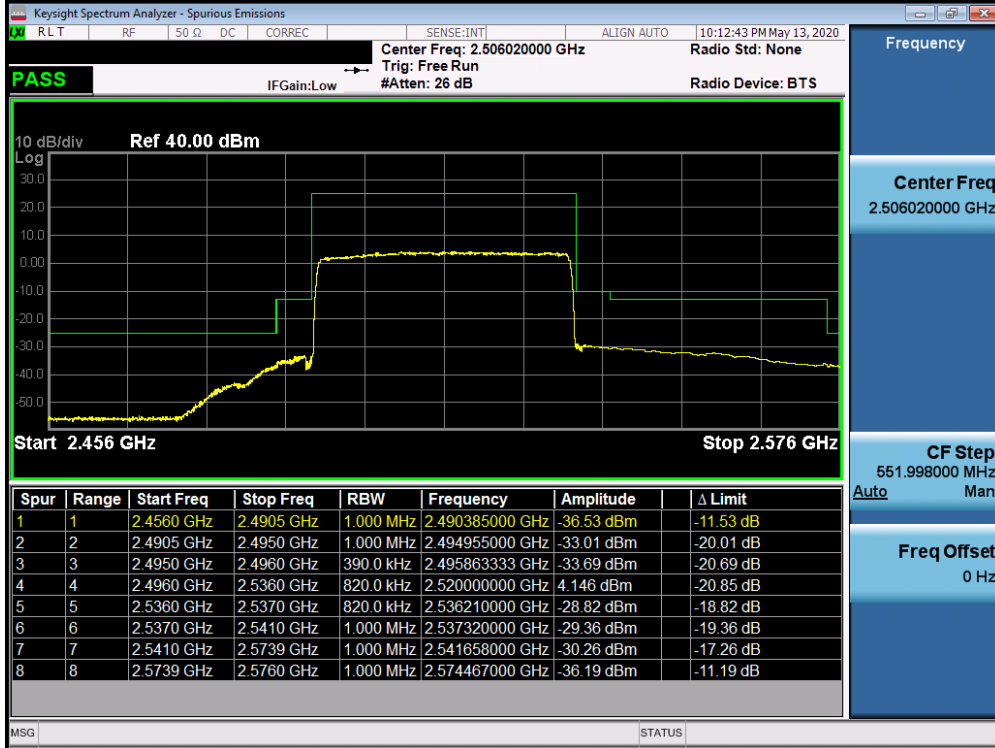 Keysight Spectrum Analyzer - Spurious Emissions
LXI RLT RF 50 Ω DC CORREC SENSE:INT ALIGN AUTO 10:12:43 PM May 13, 2020
Center Freq: 2.506020000 GHz Radio Std: None
Trig: Free Run
PASS IFGain:Low #Atten: 26 dB Radio Device: BTS
10 dB/div Ref 40.00 dBm
Log
30.0
20.0
10.0
0.00
-10.0
-20.0
-30.0
-40.0
-50.0
Start 2.456 GHz Stop 2.576 GHz
Spur Range Start Freq Stop Freq RBW Frequency Amplitude Δ Limit
1 1 2.4560 GHz 2.4905 GHz 1.000 MHz 2.490385000 GHz -36.53 dBm -11.53 dB
2 2 2.4905 GHz 2.4950 GHz 1.000 MHz 2.494955000 GHz -33.01 dBm -20.01 dB
3 3 2.4950 GHz 2.4960 GHz 390.0 kHz 2.495863333 GHz -33.69 dBm -20.69 dB
4 4 2.4960 GHz 2.5360 GHz 820.0 kHz 2.520000000 GHz 4.146 dBm -20.85 dB
5 5 2.5360 GHz 2.5370 GHz 820.0 kHz 2.536210000 GHz -28.82 dBm -18.82 dB
6 6 2.5370 GHz 2.5410 GHz 1.000 MHz 2.537320000 GHz -29.36 dBm -19.36 dB
7 7 2.5410 GHz 2.5739 GHz 1.000 MHz 2.541658000 GHz -30.26 dBm -17.26 dB
8 8 2.5739 GHz 2.5760 GHz 1.000 MHz 2.574467000 GHz -36.19 dBm -11.19 dB
MSG STATUS
Frequency
Center Freq
2.506020000 GHz
CF Step
551.998000 MHz
Auto Man
Freq Offset
0 Hz